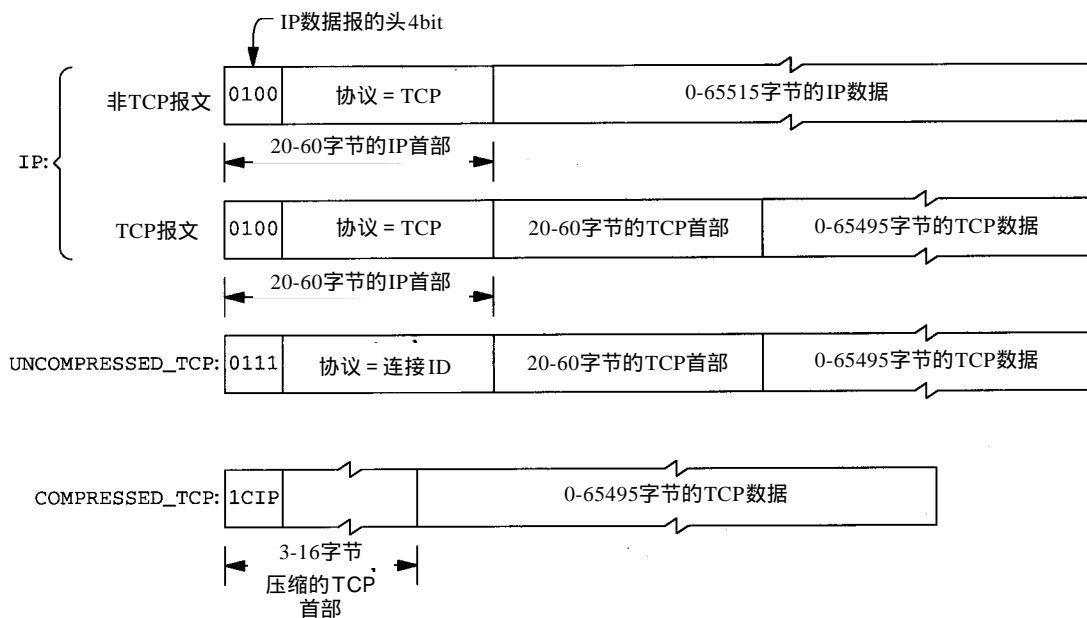 IP数据报的头4bit
非TCP报文 0100 协议 = TCP 0-65515字节的IP数据
20-60字节的IP首部
IP:
TCP报文 0100 协议 = TCP 20-60字节的TCP首部 0-65495字节的TCP数据
20-60字节的IP首部
UNCOMPRESSED_TCP: 0111 协议 = 连接ID 20-60字节的TCP首部 0-65495字节的TCP数据
COMPRESSED_TCP: 1CIP 0-65495字节的TCP数据
3-16字节
压缩的TCP
首部